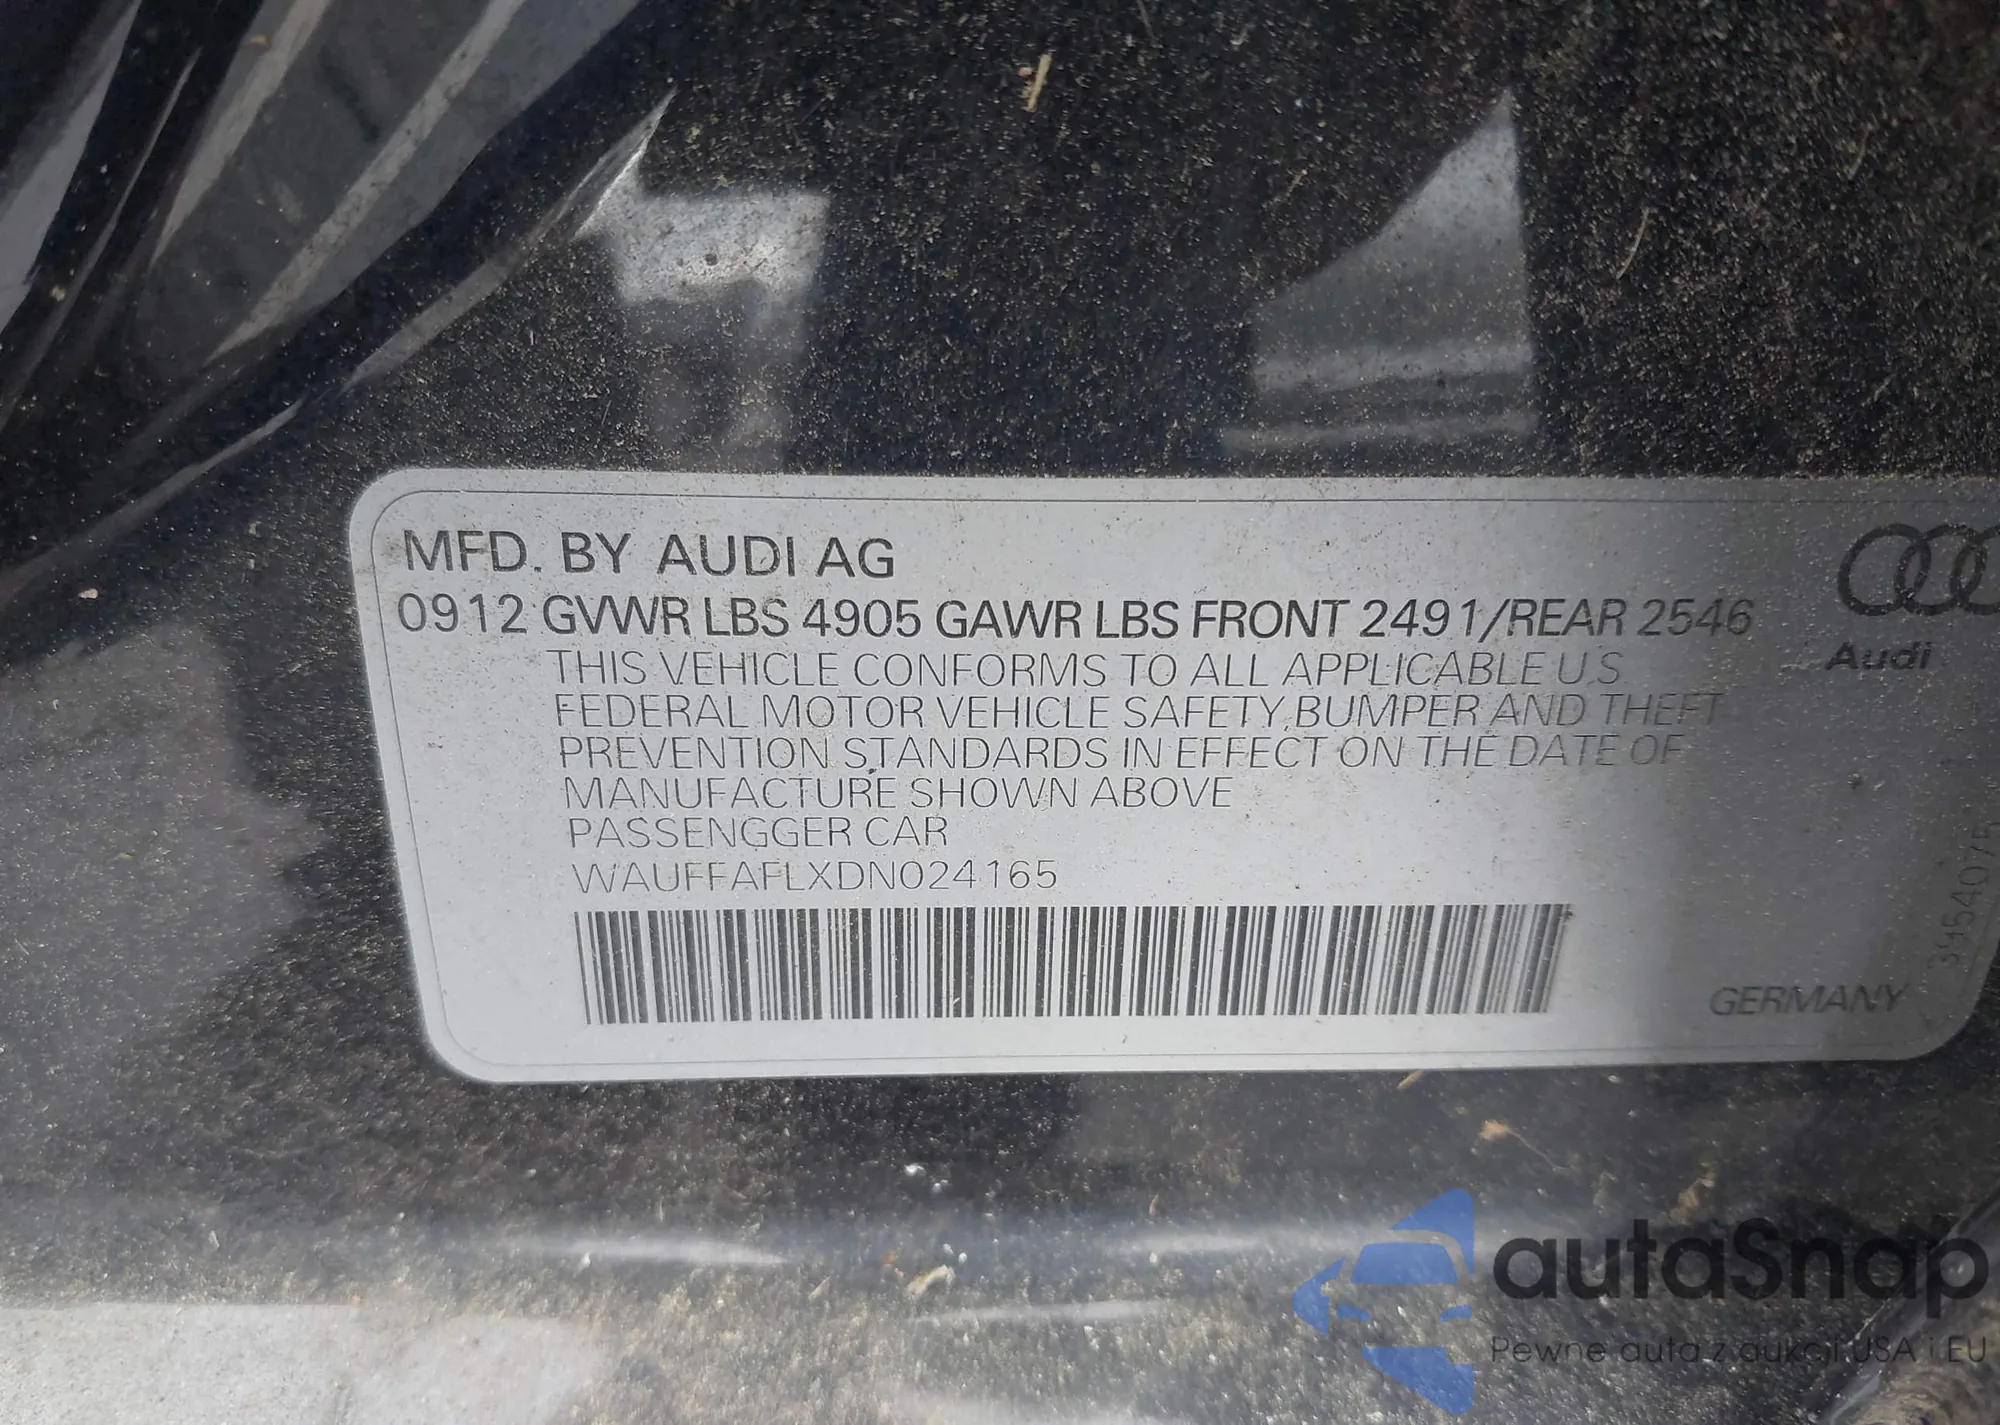 MFD. BY AUDI AG
0912 GVWR LBS 4905 GAWR LBS FRONT 2491/REAR 2546
THIS VEHICLE CONFORMS TO ALL APPLICABLE U.S
FEDERAL MOTOR VEHICLE SAFETY, BUMPER AND THEFT
PREVENTION STANDARDS IN EFFECT ON THE DATE OF
MANUFACTURE SHOWN ABOVE
PASSENGGER CAR
WAUFFAFLXDN024165
Audi
GERMANY
autaSnap
Pewne auta z aukcji USA i EU